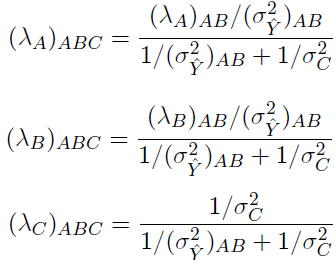 (λ_A)_{ABC} = \frac{(λ_A)_{AB}/(σ^2_{\hat{Y}})_{AB}}{1/(σ^2_{\hat{Y}})_{AB} + 1/σ^2_C}
(λ_B)_{ABC} = \frac{(λ_B)_{AB}/(σ^2_{\hat{Y}})_{AB}}{1/(σ^2_{\hat{Y}})_{AB} + 1/σ^2_C}
(λ_C)_{ABC} = \frac{1/σ^2_C}{1/(σ^2_{\hat{Y}})_{AB} + 1/σ^2_C}